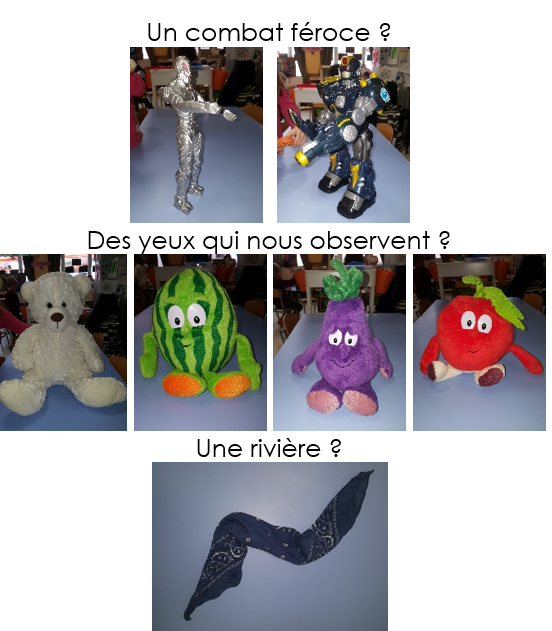 Un combat féroce ?
Des yeux qui nous observent ?
Une rivière ?